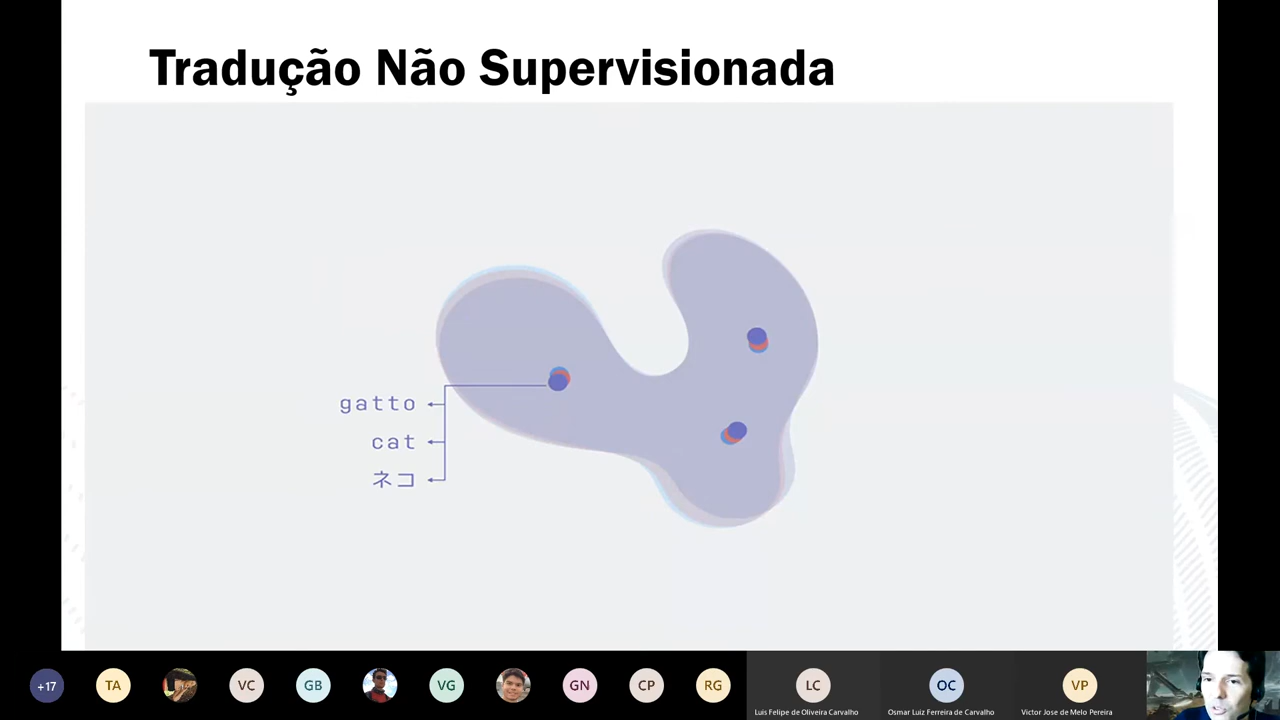 Tradução Não Supervisionada
gatto
cat
ネコ
+17
TA
VC
GB
VG
GN
CP
RG
LC
OC
VP
Luis Felipe de Oliveira Carvalho
Osmar Luiz Ferreira de Carvalho
Victor Jose de Melo Pereira